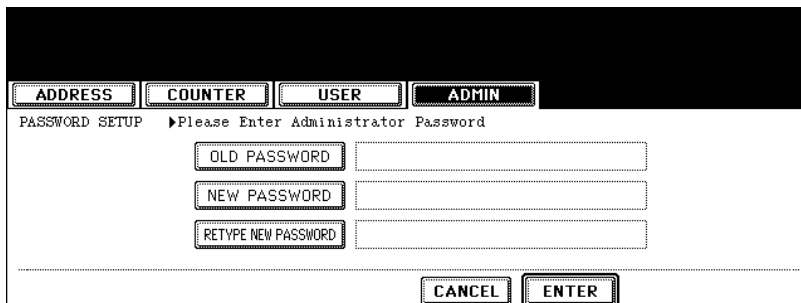 ADDRESS COUNTER USER ADMIN
PASSWORD SETUP ▶Please Enter Administrator Password
OLD PASSWORD
NEW PASSWORD
RETYPE NEW PASSWORD
CANCEL ENTER